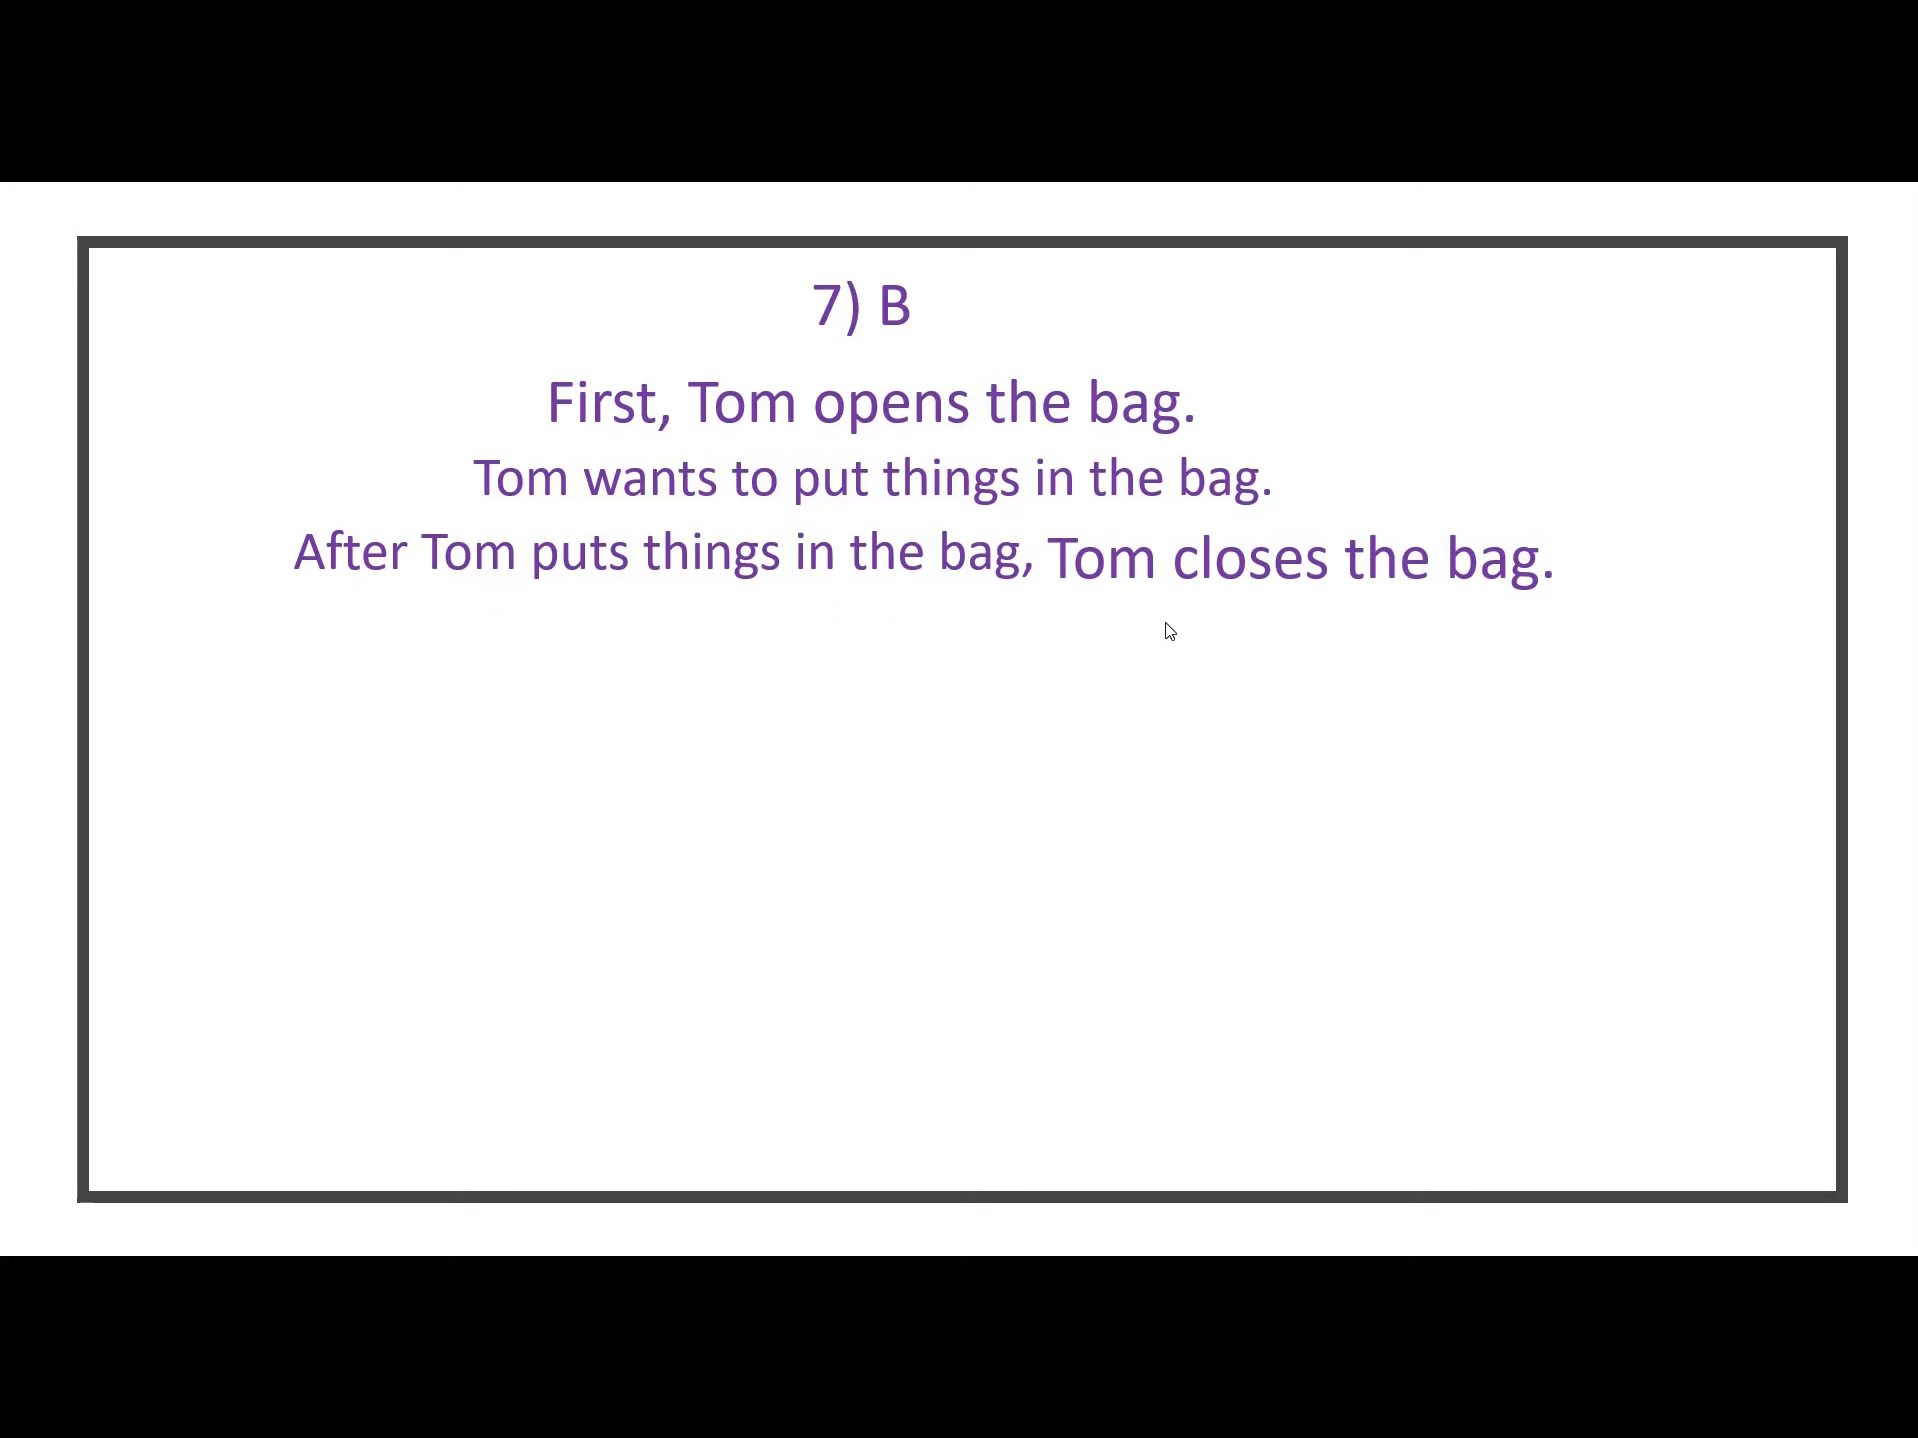 7) B
First, Tom opens the bag.
Tom wants to put things in the bag.
After Tom puts things in the bag, Tom closes the bag.